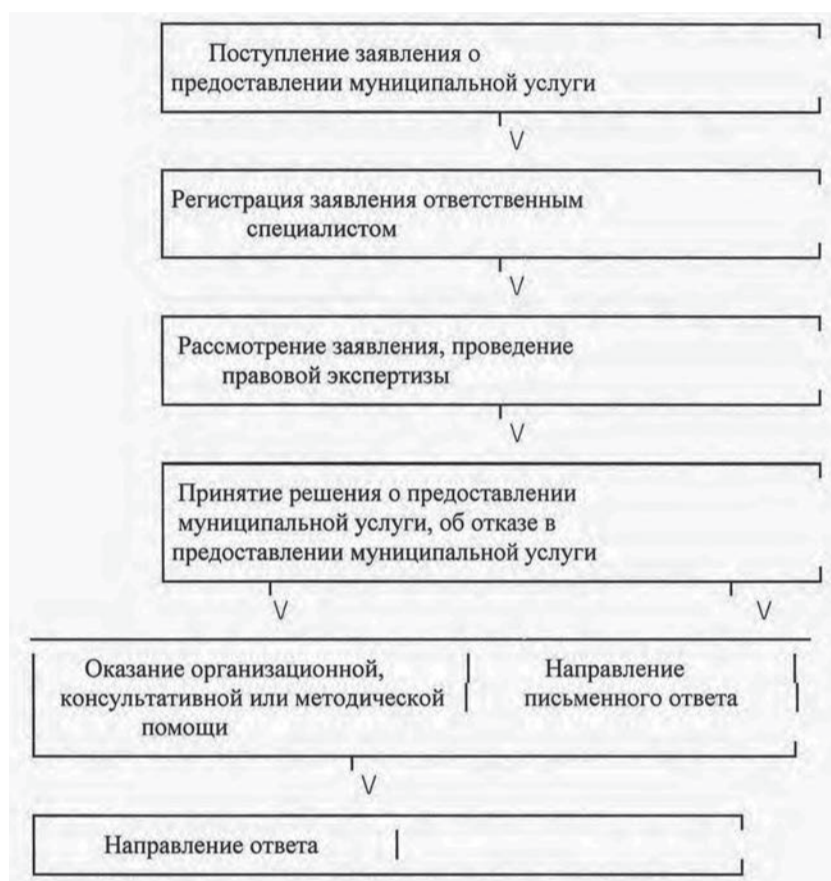 Поступление заявления о
предоставлении муниципальной услуги
Регистрация заявления ответственным
специалистом
Рассмотрение заявления, проведение
правовой экспертизы
Принятие решения о предоставлении
муниципальной услуги, об отказе в
предоставлении муниципальной услуги
Оказание организационной,
консультативной или методической
помощи
Направление
письменного ответа
Направление ответа